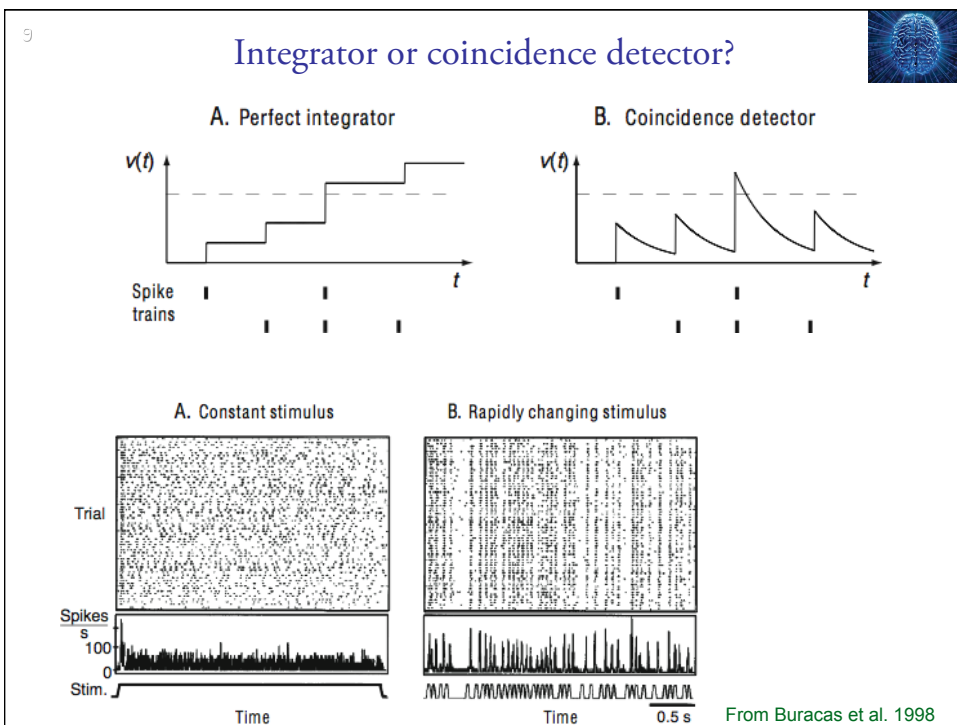 9
Integrator or coincidence detector?
A. Perfect integrator
B. Coincidence detector
v(t)
t
v(t)
t
Spike
trains
A. Constant stimulus
B. Rapidly changing stimulus
Trial
Spikes
s
100
0
Stim.
Time
Time
0.5 s
From Buracas et al. 1998